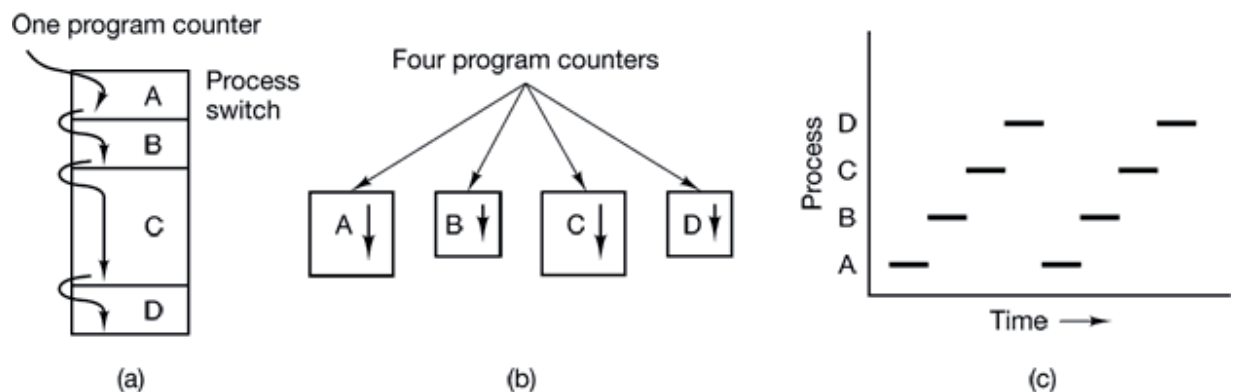 One program counter
Process
switch
A
B
C
D
(a)
Four program counters
A
B
C
D
(b)
Process
D
C
B
A
Time
(c)